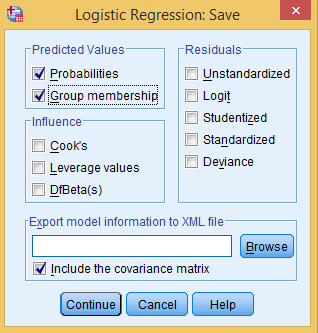 Logistic Regression: Save
Predicted Values
Probabilities
Group membership
Influence
Cook's
Leverage values
DfBeta(s)
Residuals
Unstandardized
Logit
Studentized
Standardized
Deviance
Export model information to XML file
Browse
Include the covariance matrix
Continue Cancel Help